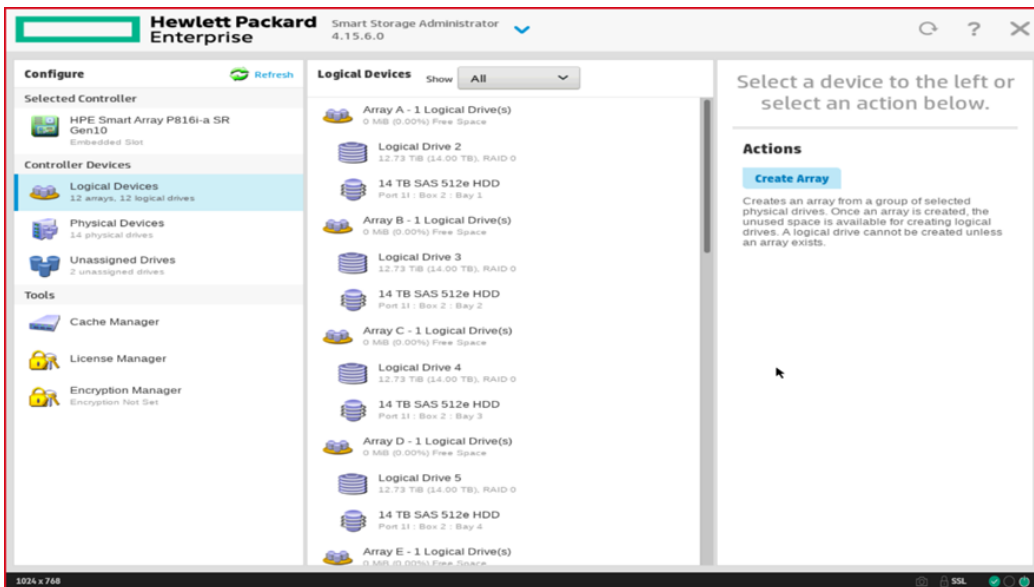 Hewlett Packard
Enterprise
Smart Storage Administrator
4.15.6.0
?
Configure
Refresh
Selected Controller
HPE Smart Array P816i-a SR
Gen10
Embedded Slot
Controller Devices
Logical Devices
12 arrays, 12 logical drives
Physical Devices
14 physical drives
Unassigned Drives
2 unassigned drives
Tools
Cache Manager
License Manager
Encryption Manager
Encryption Not Set
Logical Devices Show All
Array A - 1 Logical Drive(s)
0 MiB (0.00%) Free Space
Logical Drive 2
12.73 TiB (14.00 TB), RAID 0
14 TB SAS 512e HDD
Port 1I : Box 2 : Bay 1
Array B - 1 Logical Drive(s)
0 MiB (0.00%) Free Space
Logical Drive 3
12.73 TiB (14.00 TB), RAID 0
14 TB SAS 512e HDD
Port 1I : Box 2 : Bay 2
Array C - 1 Logical Drive(s)
0 MiB (0.00%) Free Space
Logical Drive 4
12.73 TiB (14.00 TB), RAID 0
14 TB SAS 512e HDD
Port 1I : Box 2 : Bay 3
Array D - 1 Logical Drive(s)
0 MiB (0.00%) Free Space
Logical Drive 5
12.73 TiB (14.00 TB), RAID 0
14 TB SAS 512e HDD
Port 1I : Box 2 : Bay 4
Array E - 1 Logical Drive(s)
0 MiB (0.00%) Free Space
Select a device to the left or
select an action below.
Actions
Create Array
Creates an array from a group of selected
physical drives. Once an array is created, the
unused space is available for creating logical
drives. A logical drive cannot be created unless
an array exists.
1024 x 768
SSL